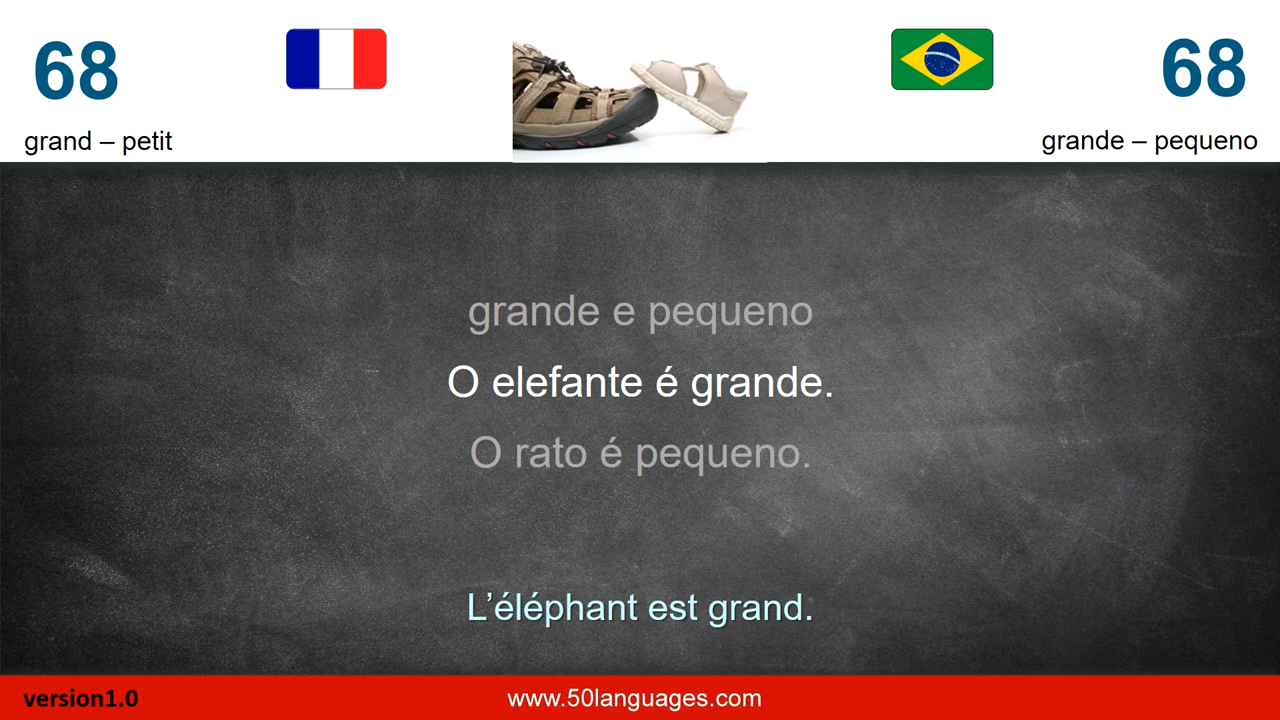 68
68
grand – petit
grande – pequeno
grande e pequeno
O elefante é grande.
O rato é pequeno.
L’éléphant est grand.
version1.0
www.50languages.com